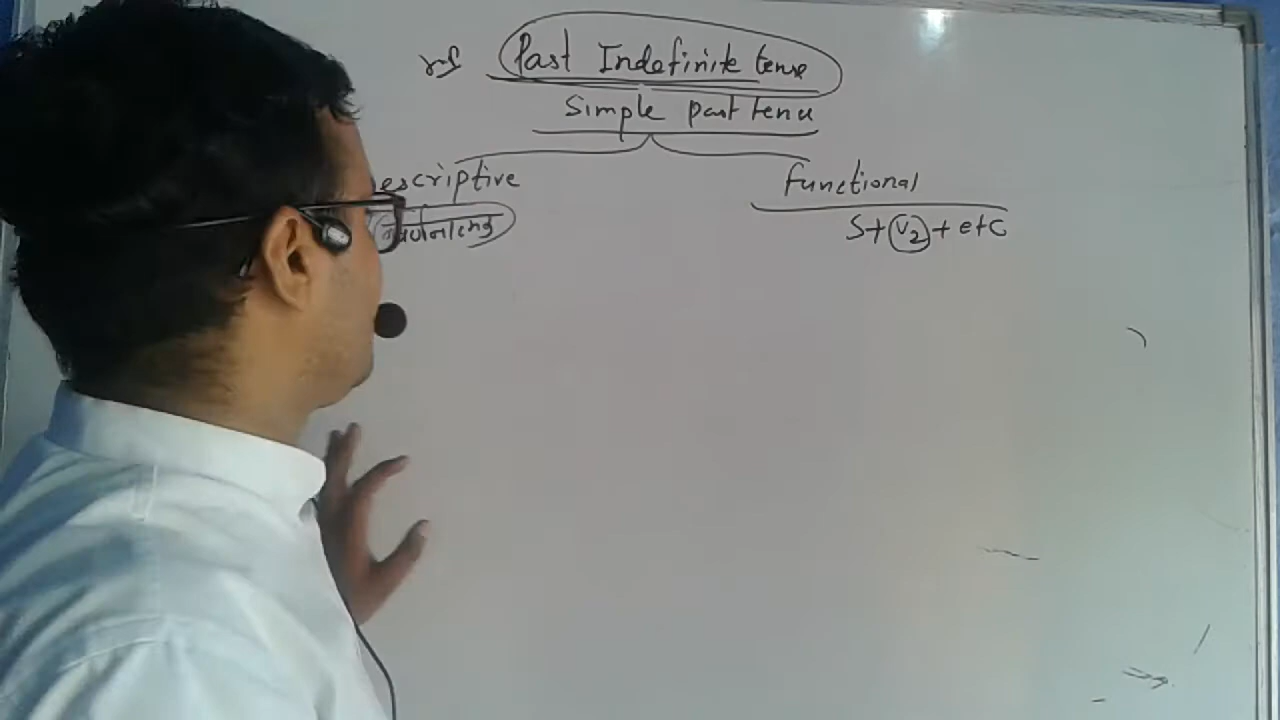 Past Indefinite tense
Simple past tense
escriptive
functional
S+V2+etc